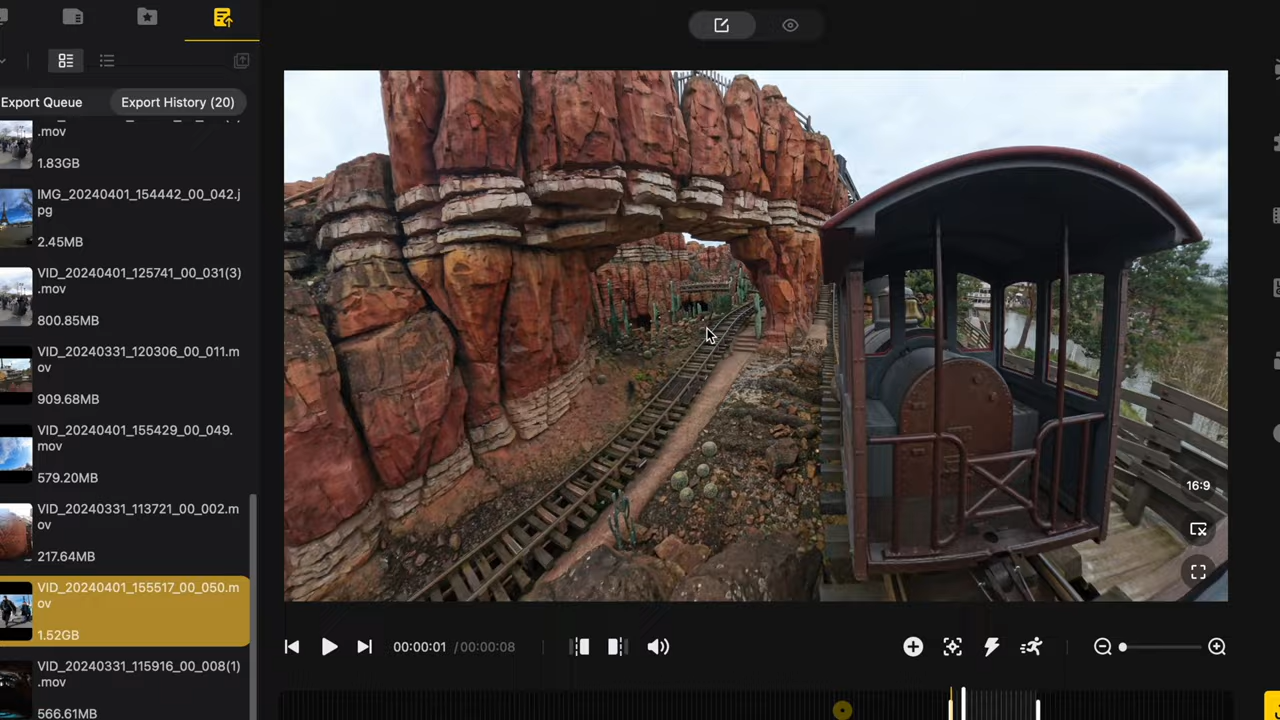 Export Queue
Export History (20)
.mov
1.83GB
IMG_20240401_154442_00_042.j
pg
2.45MB
VID_20240401_125741_00_031(3)
.mov
800.85MB
VID_20240331_120306_00_011.m
ov
909.68MB
VID_20240401_155429_00_049.
mov
579.20MB
VID_20240331_113721_00_002.m
ov
217.64MB
VID_20240401_155517_00_050.m
ov
1.52GB
VID_20240331_115916_00_008(1)
.mov
566.61MB
16:9
00:00:01 / 00:00:08